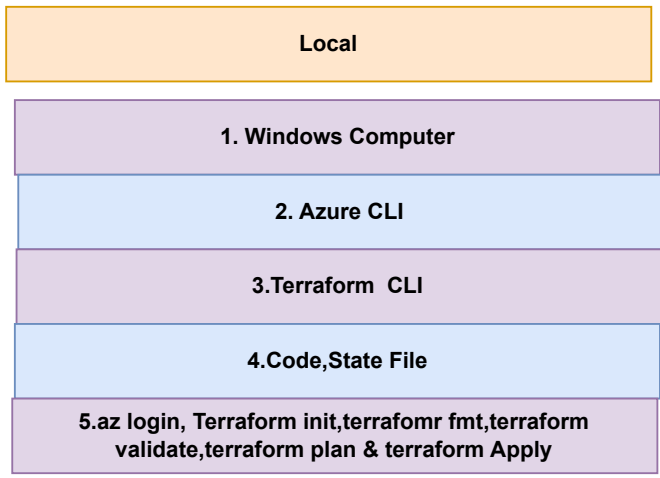 Local
1. Windows Computer
2. Azure CLI
3.Terraform  CLI
4.Code,State File
5.az login, Terraform init,terrafomr fmt,terraform
validate,terraform plan & terraform Apply